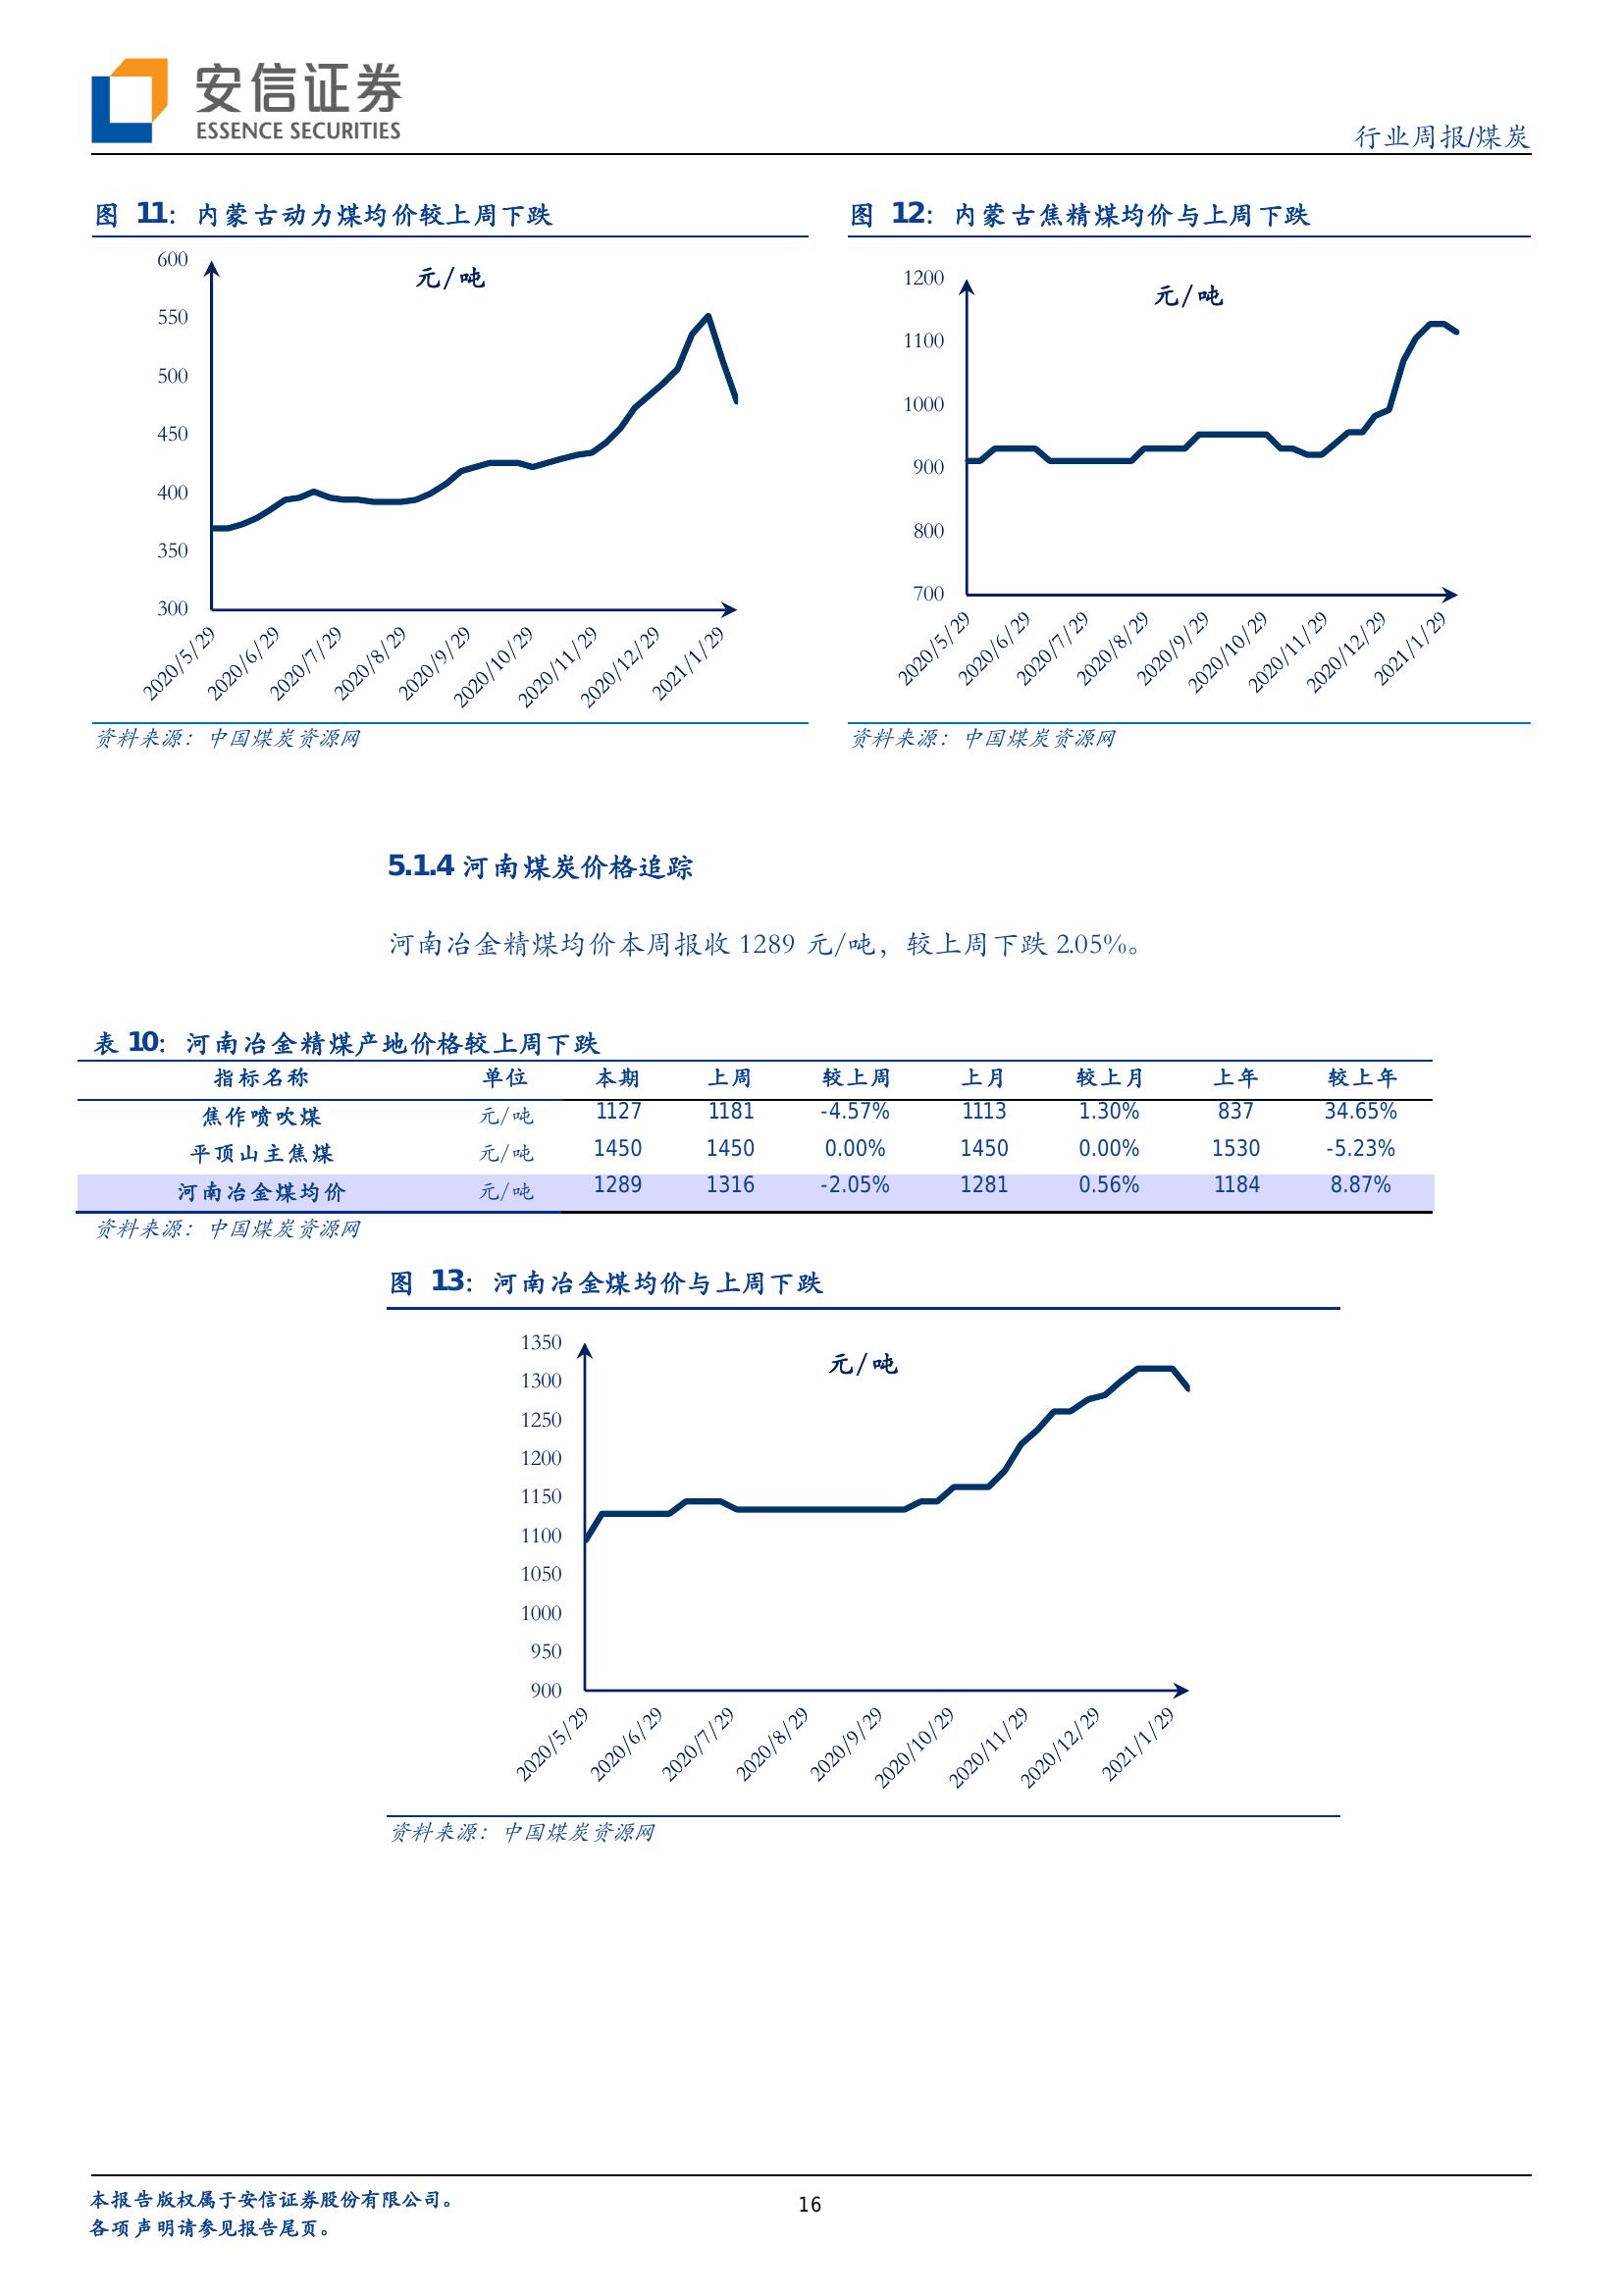 安信证券
ESSENCE SECURITIES
行业周报/煤炭
图 11：内蒙古动力煤均价较上周下跌
600
550
500
450
400
350
300
元/吨
2020/5/29 2020/6/29 2020/7/29 2020/8/29 2020/9/29 2020/10/29 2020/11/29 2020/12/29 2021/1/29
资料来源：中国煤炭资源网
图 12：内蒙古焦精煤均价与上周下跌
1200
1100
1000
900
800
700
元/吨
2020/5/29 2020/6/29 2020/7/29 2020/8/29 2020/9/29 2020/10/29 2020/11/29 2020/12/29 2021/1/29
资料来源：中国煤炭资源网
5.1.4 河南煤炭价格追踪
河南冶金精煤均价本周报收 1289 元/吨，较上周下跌 2.05%。
表 10：河南冶金精煤产地价格较上周下跌
指标名称 单位 本期 上周 较上周 上月 较上月 上年 较上年
焦作喷吹煤 元/吨 1127 1181 -4.57% 1113 1.30% 837 34.65%
平顶山主焦煤 元/吨 1450 1450 0.00% 1450 0.00% 1530 -5.23%
河南冶金煤均价 元/吨 1289 1316 -2.05% 1281 0.56% 1184 8.87%
资料来源：中国煤炭资源网
图 13：河南冶金煤均价与上周下跌
1350
1300
1250
1200
1150
1100
1050
1000
950
900
元/吨
2020/5/29 2020/6/29 2020/7/29 2020/8/29 2020/9/29 2020/10/29 2020/11/29 2020/12/29 2021/1/29
资料来源：中国煤炭资源网
本报告版权属于安信证券股份有限公司。
各项声明请参见报告尾页。
16